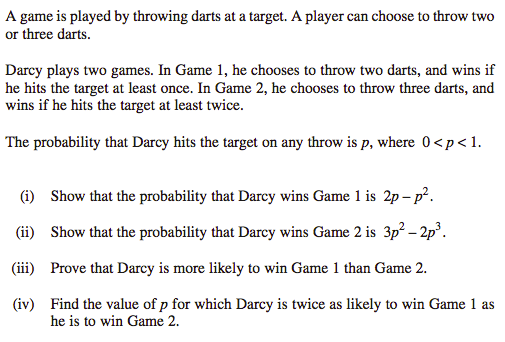 A game is played by throwing darts at a target. A player can choose to throw two
or three darts.
Darcy plays two games. In Game 1, he chooses to throw two darts, and wins if
he hits the target at least once. In Game 2, he chooses to throw three darts, and
wins if he hits the target at least twice.
The probability that Darcy hits the target on any throw is p, where 0 < p < 1.
(i) Show that the probability that Darcy wins Game 1 is 2p – p².
(ii) Show that the probability that Darcy wins Game 2 is 3p² – 2p³.
(iii) Prove that Darcy is more likely to win Game 1 than Game 2.
(iv) Find the value of p for which Darcy is twice as likely to win Game 1 as
he is to win Game 2.